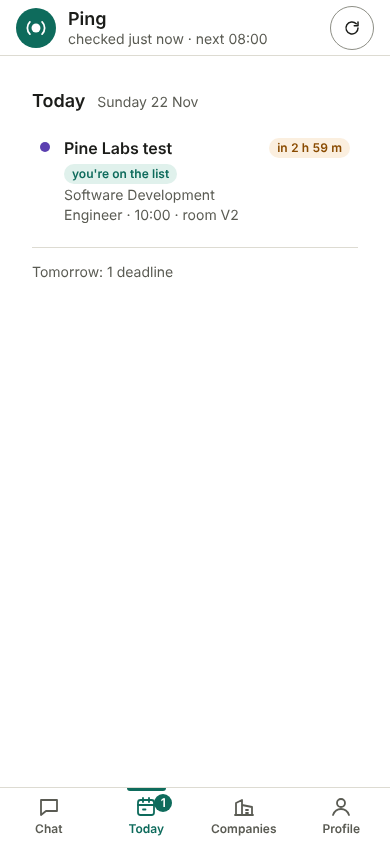 Ping
checked just now · next 08:00
Today Sunday 22 Nov
Pine Labs test in 2 h 59 m
you're on the list
Software Development
Engineer · 10:00 · room V2
Tomorrow: 1 deadline
1
Chat Today Companies Profile